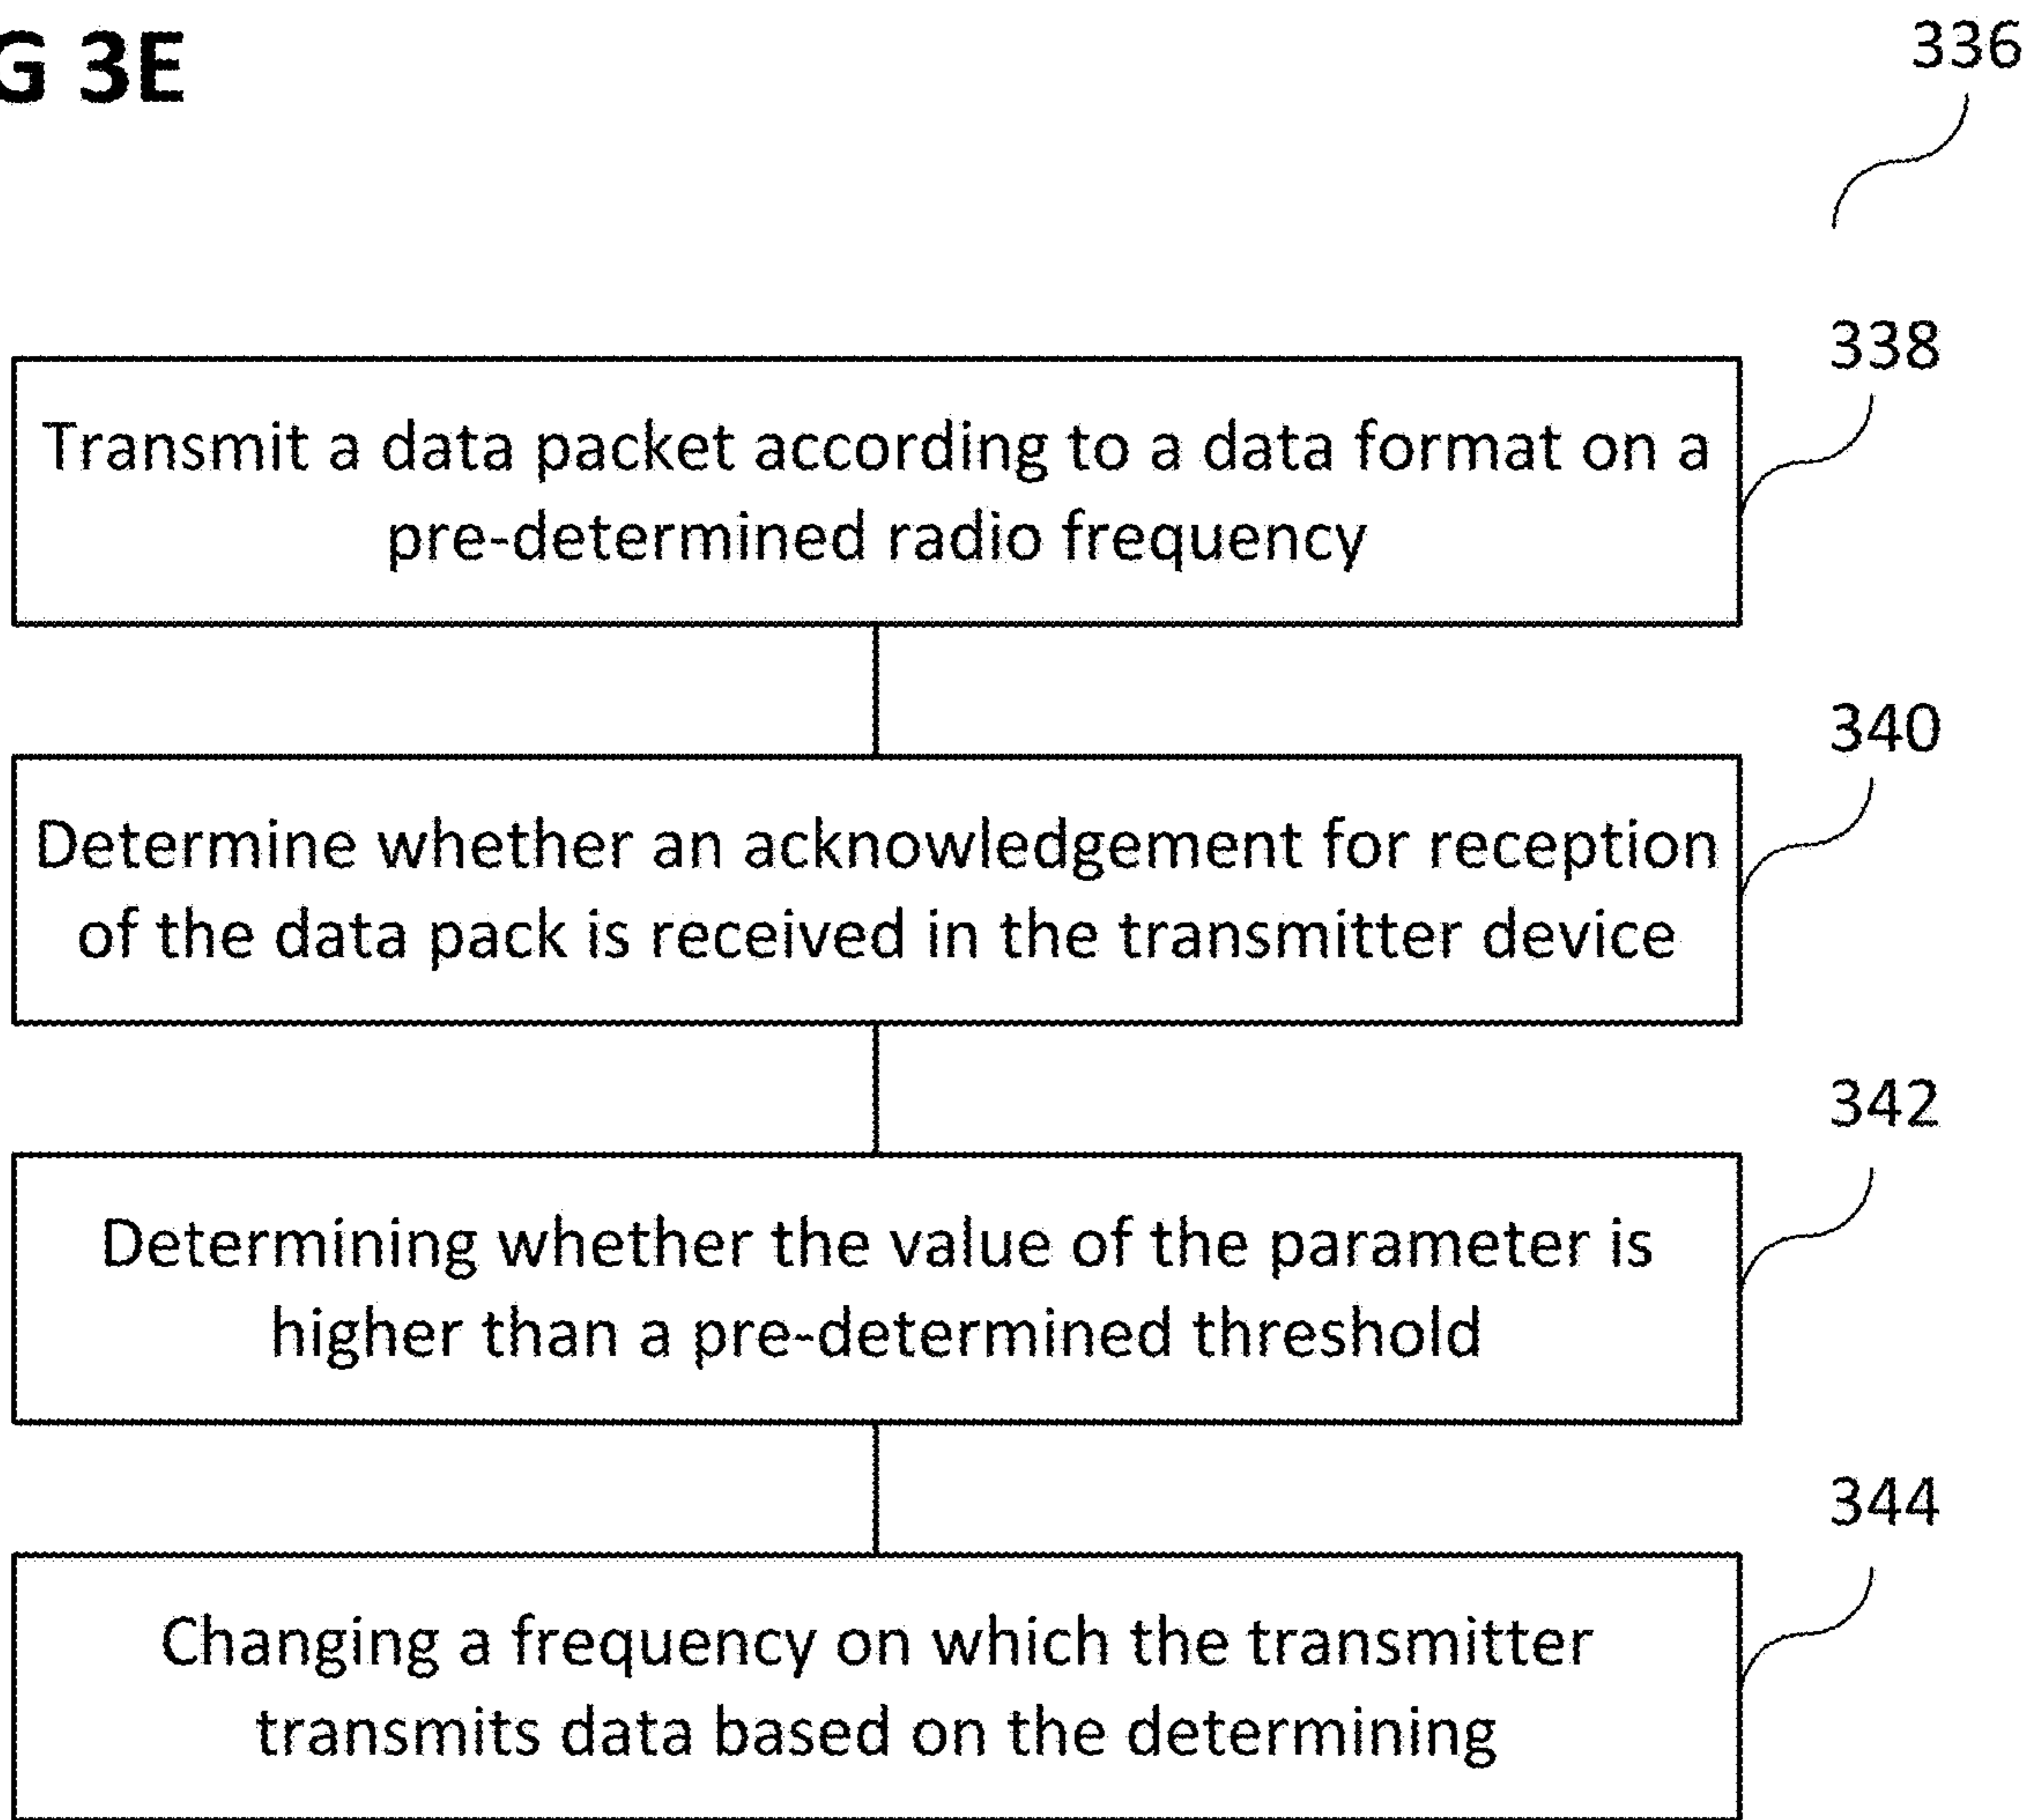 G 3E
336
338
Transmit a data packet according to a data format on a
pre-determined radio frequency
340
Determine whether an acknowledgement for reception
of the data pack is received in the transmitter device
342
Determining whether the value of the parameter is
higher than a pre-determined threshold
344
Changing a frequency on which the transmitter
transmits data based on the determining